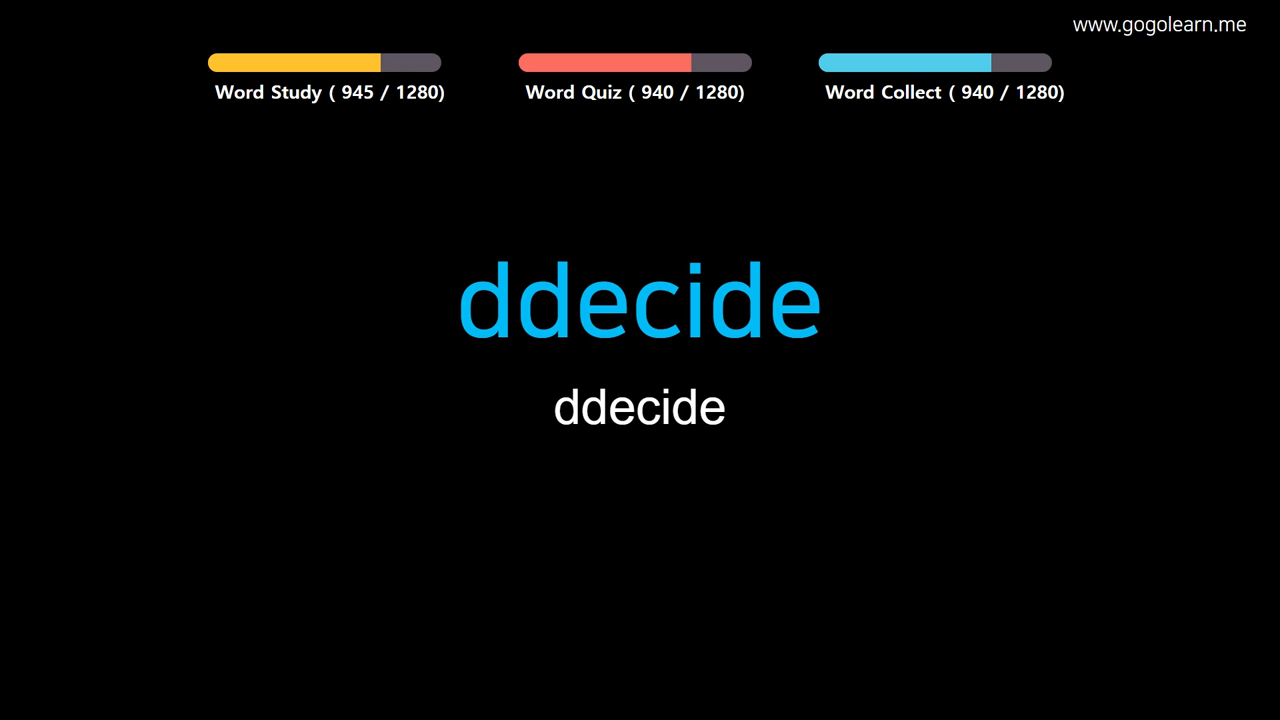 www.gogolearn.me
Word Study ( 945 / 1280)
Word Quiz ( 940 / 1280)
Word Collect ( 940 / 1280)
ddecide
ddecide